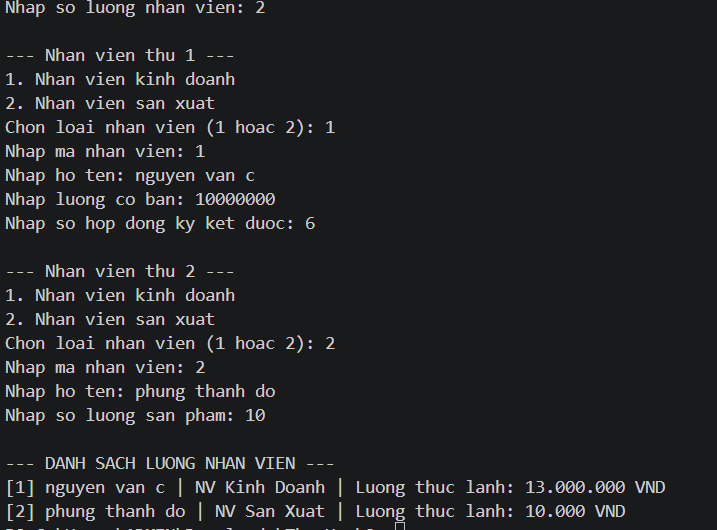 Nhap so luong nhan vien: 2
--- Nhan vien thu 1 ---
1. Nhan vien kinh doanh
2. Nhan vien san xuat
Chon loai nhan vien (1 hoac 2): 1
Nhap ma nhan vien: 1
Nhap ho ten: nguyen van c
Nhap luong co ban: 10000000
Nhap so hop dong ky ket duoc: 6
--- Nhan vien thu 2 ---
1. Nhan vien kinh doanh
2. Nhan vien san xuat
Chon loai nhan vien (1 hoac 2): 2
Nhap ma nhan vien: 2
Nhap ho ten: phung thanh do
Nhap so luong san pham: 10
--- DANH SACH LUONG NHAN VIEN ---
[1] nguyen van c | NV Kinh Doanh | Luong thuc lanh: 13.000.000 VND
[2] phung thanh do | NV San Xuat | Luong thuc lanh: 10.000 VND